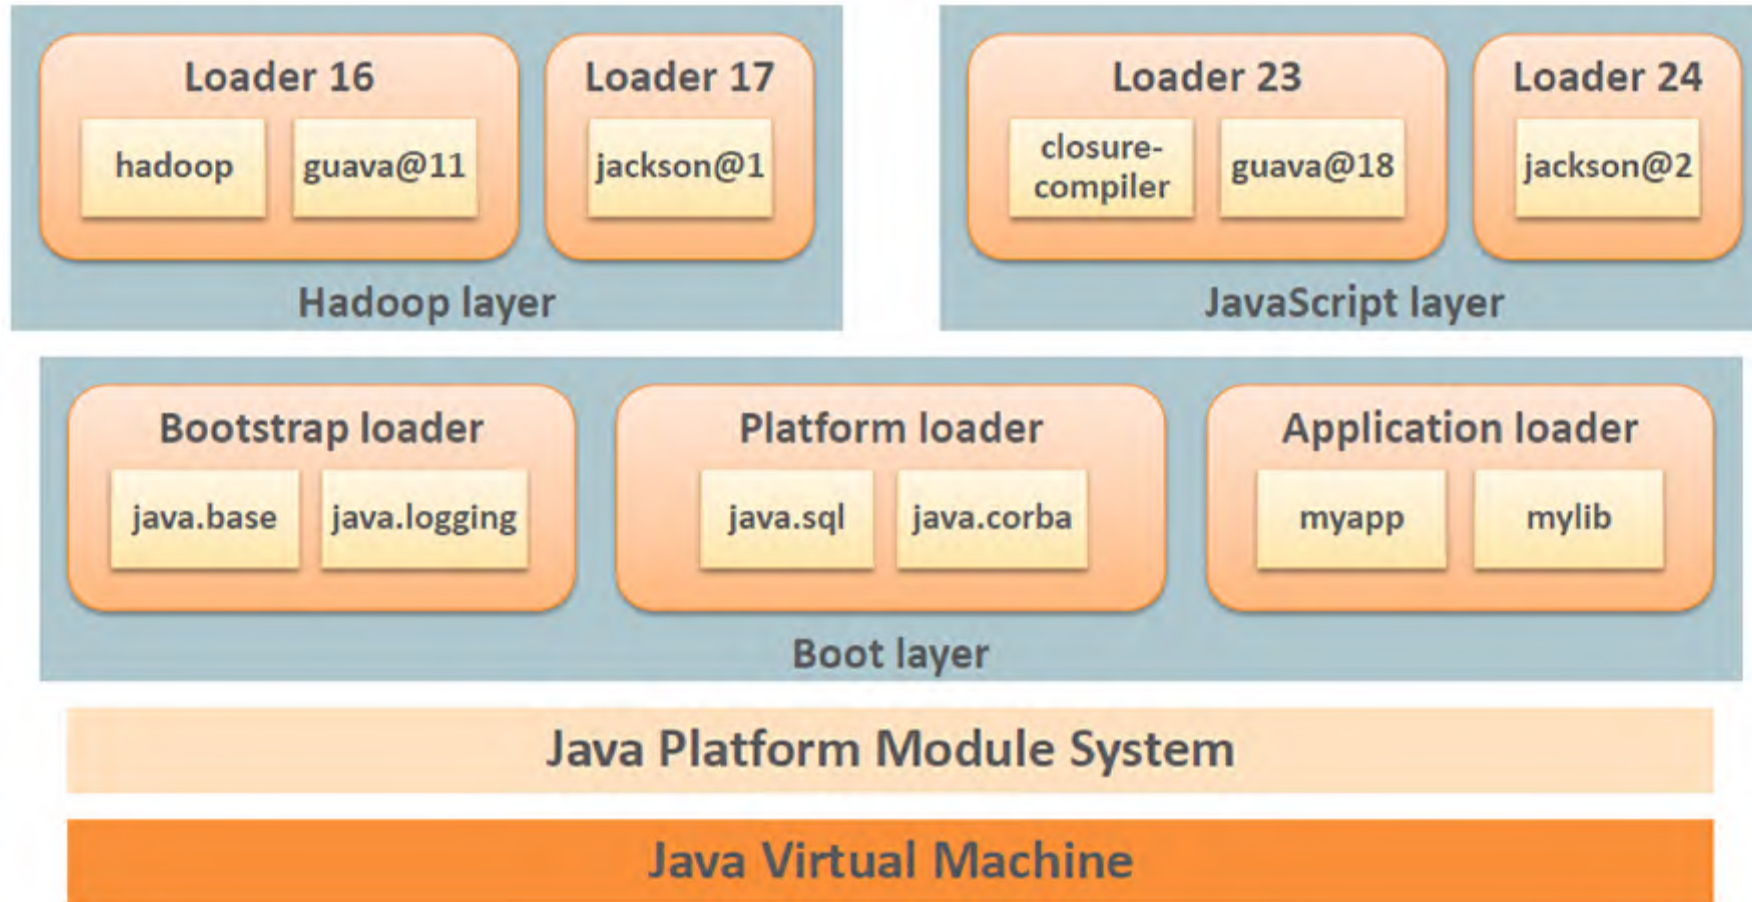 Loader 16
Loader 17
hadoop
guava@11
jackson@1
Hadoop layer
Loader 23
Loader 24
closure-
compiler
guava@18
jackson@2
JavaScript layer
Bootstrap loader
java.base
java.logging
Platform loader
java.sql
java.corba
Application loader
myapp
mylib
Boot layer
Java Platform Module System
Java Virtual Machine